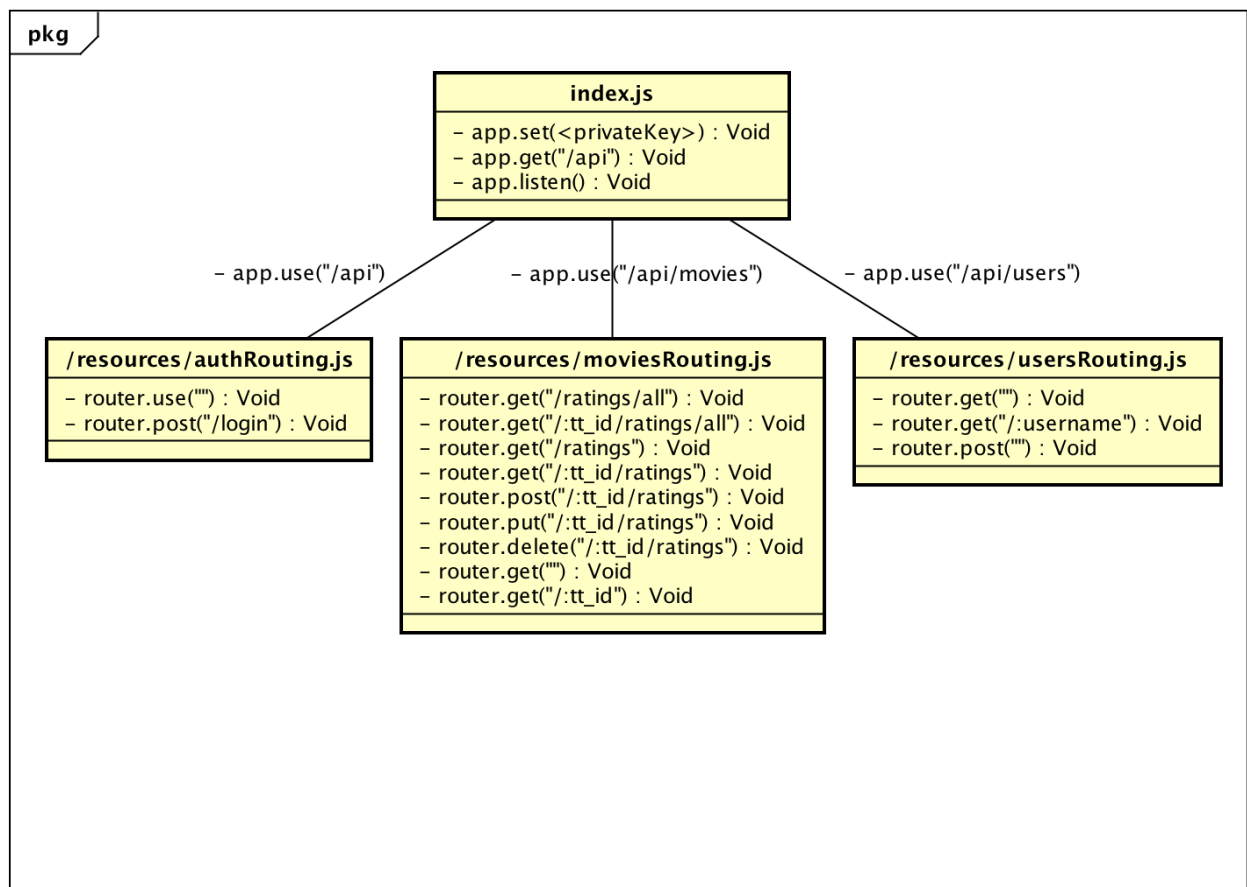 pkg
index.js
– app.set(<privateKey>) : Void
– app.get("/api") : Void
– app.listen() : Void
– app.use("/api")
– app.use("/api/movies")
– app.use("/api/users")
/resources/authRouting.js
– router.use("") : Void
– router.post("/login") : Void
/resources/moviesRouting.js
– router.get("/ratings/all") : Void
– router.get("/:tt_id/ratings/all") : Void
– router.get("/ratings") : Void
– router.get("/:tt_id/ratings") : Void
– router.post("/:tt_id/ratings") : Void
– router.put("/:tt_id/ratings") : Void
– router.delete("/:tt_id/ratings") : Void
– router.get("") : Void
– router.get("/:tt_id") : Void
/resources/usersRouting.js
– router.get("") : Void
– router.get("/:username") : Void
– router.post("") : Void